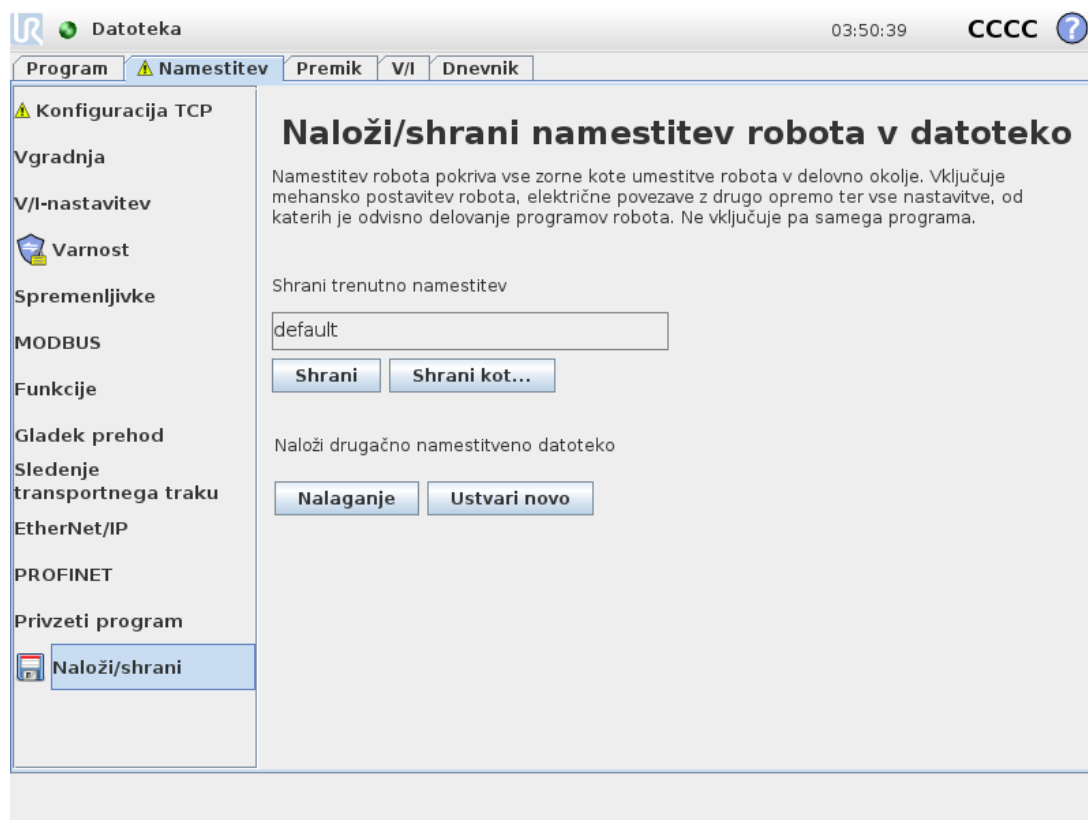 UR Datoteka 03:50:39 CCCC ?
Program Namestitev Premik V/I Dnevnik
Konfiguracija TCP
Vgradnja
V/I-nastavitev
Varnost
Spremenljivke
MODBUS
Funkcije
Gladek prehod
Sledenje
transportnega traku
EtherNet/IP
PROFINET
Privzeti program
Naloži/shrani
Naloži/shrani namestitev robota v datoteko
Namestitev robota pokriva vse zorne kote umestitve robota v delovno okolje. Vključuje
mehansko postavitev robota, električne povezave z drugo opremo ter vse nastavitve, od
katerih je odvisno delovanje programov robota. Ne vključuje pa samega programa.
Shrani trenutno namestitev
default
Shrani Shrani kot...
Naloži drugačno namestitveno datoteko
Nalaganje Ustvari novo